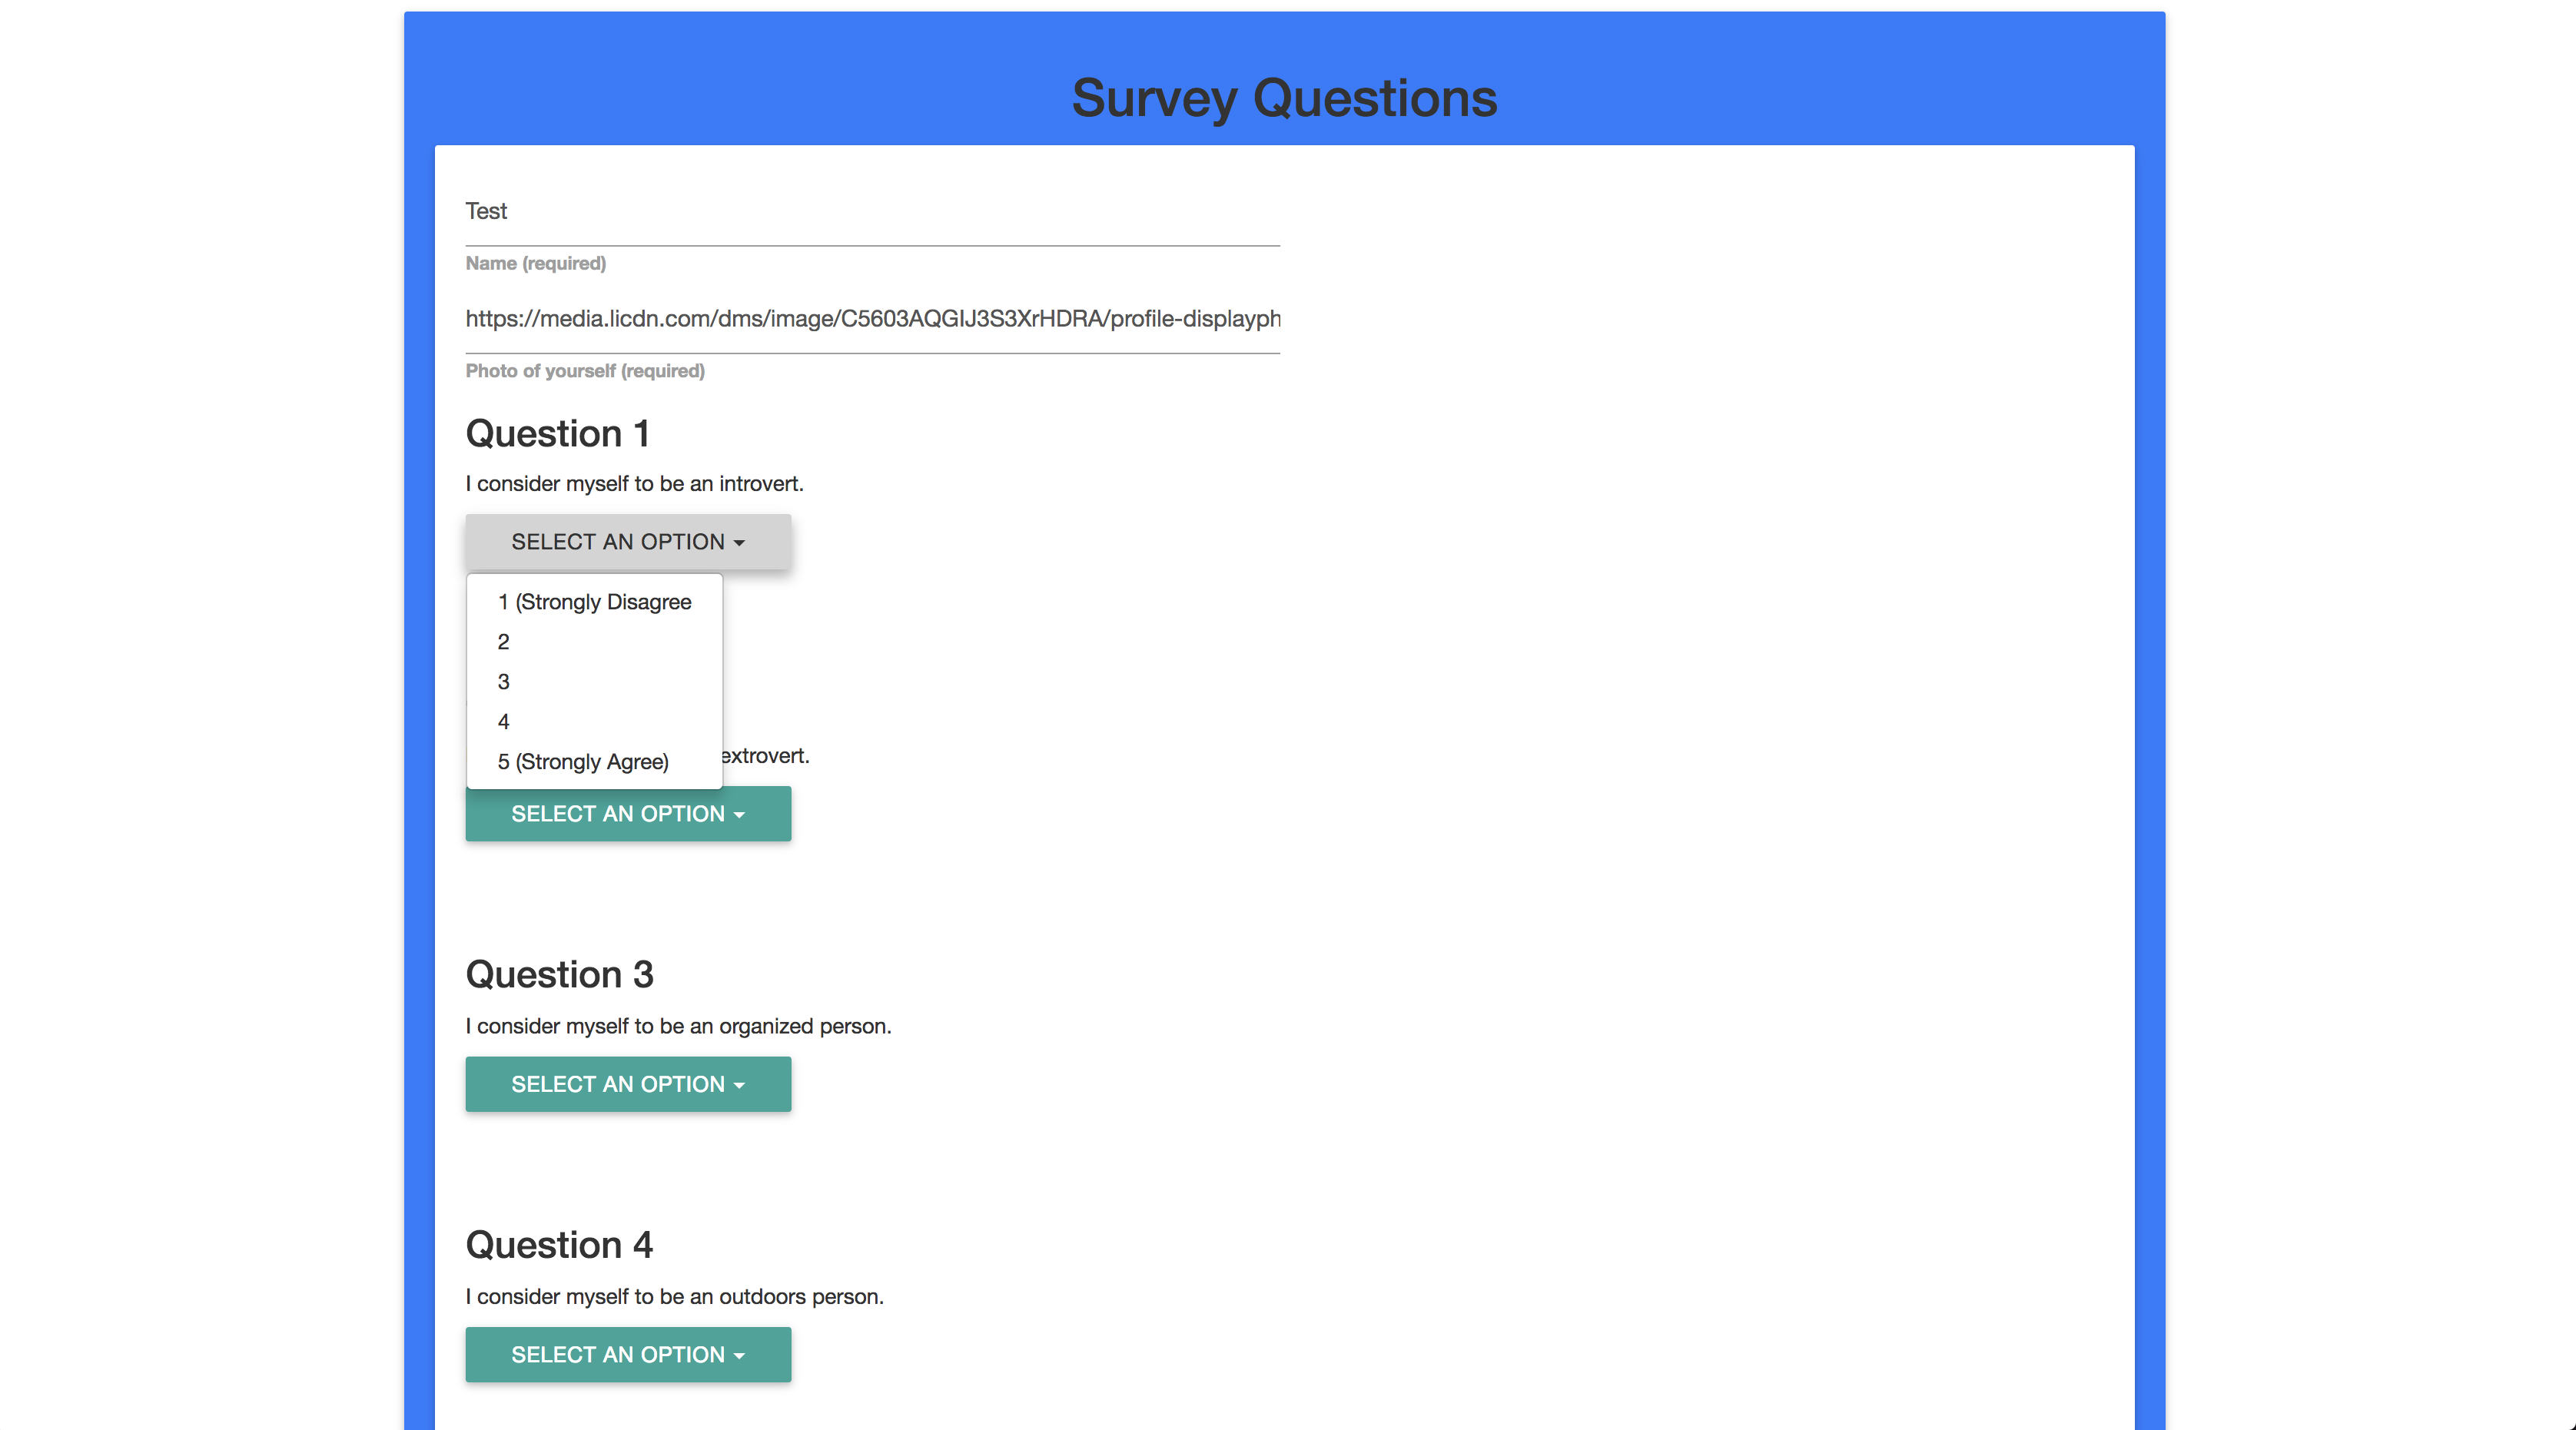 Survey Questions
Test
Name (required)
https://media.licdn.com/dms/image/C5603AQGIJ3S3XrHDRA/profile-displayph
Photo of yourself (required)
Question 1
I consider myself to be an introvert.
SELECT AN OPTION
1 (Strongly Disagree
2
3
4
5 (Strongly Agree)
extrovert.
SELECT AN OPTION
Question 3
I consider myself to be an organized person.
SELECT AN OPTION
Question 4
I consider myself to be an outdoors person.
SELECT AN OPTION